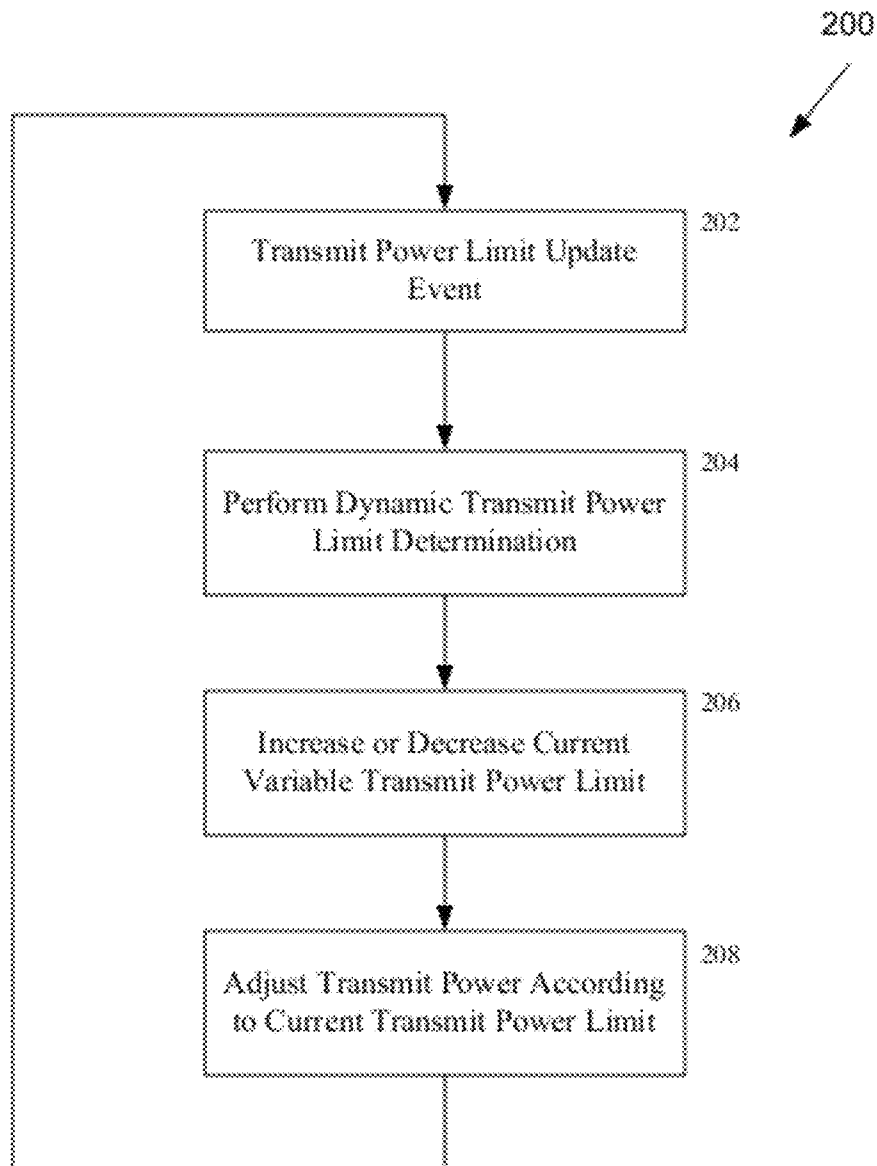 200
202
Transmit Power Limit Update
Event
204
Perform Dynamic Transmit Power
Limit Determination
206
Increase or Decrease Current
Variable Transmit Power Limit
208
Adjust Transmit Power According
to Current Transmit Power Limit